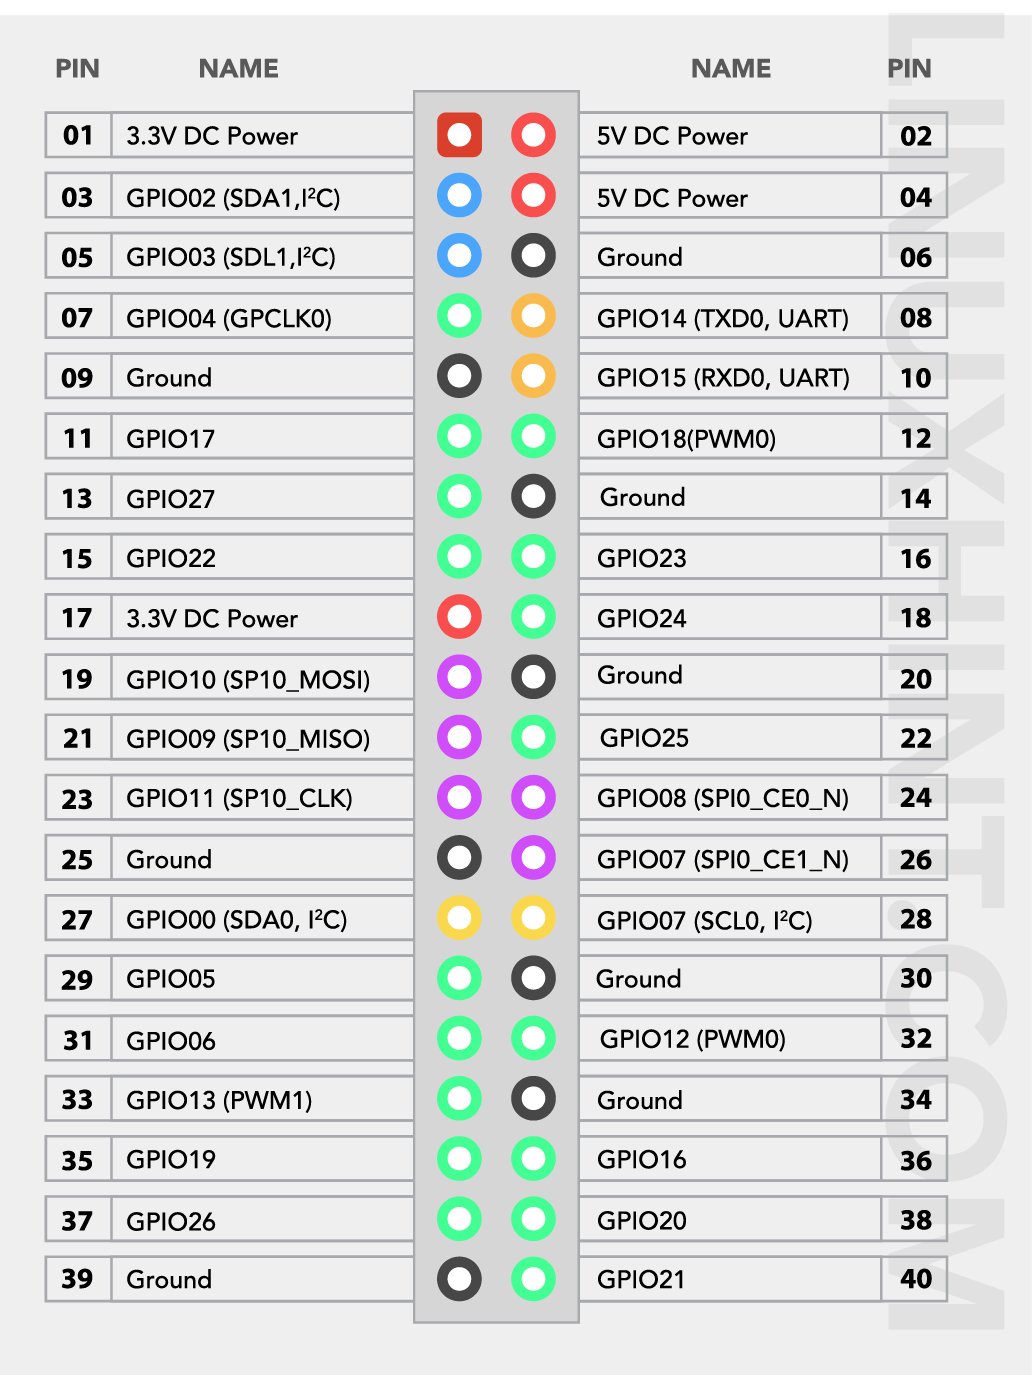 PIN NAME NAME PIN
01 3.3V DC Power 5V DC Power 02
03 GPIO02 (SDA1,I²C) 5V DC Power 04
05 GPIO03 (SDL1,I²C) Ground 06
07 GPIO04 (GPCLK0) GPIO14 (TXD0, UART) 08
09 Ground GPIO15 (RXD0, UART) 10
11 GPIO17 GPIO18(PWM0) 12
13 GPIO27 Ground 14
15 GPIO22 GPIO23 16
17 3.3V DC Power GPIO24 18
19 GPIO10 (SP10_MOSI) Ground 20
21 GPIO09 (SP10_MISO) GPIO25 22
23 GPIO11 (SP10_CLK) GPIO08 (SPI0_CE0_N) 24
25 Ground GPIO07 (SPI0_CE1_N) 26
27 GPIO00 (SDA0, I²C) GPIO07 (SCL0, I²C) 28
29 GPIO05 Ground 30
31 GPIO06 GPIO12 (PWM0) 32
33 GPIO13 (PWM1) Ground 34
35 GPIO19 GPIO16 36
37 GPIO26 GPIO20 38
39 Ground GPIO21 40
LINUXHINT.COM